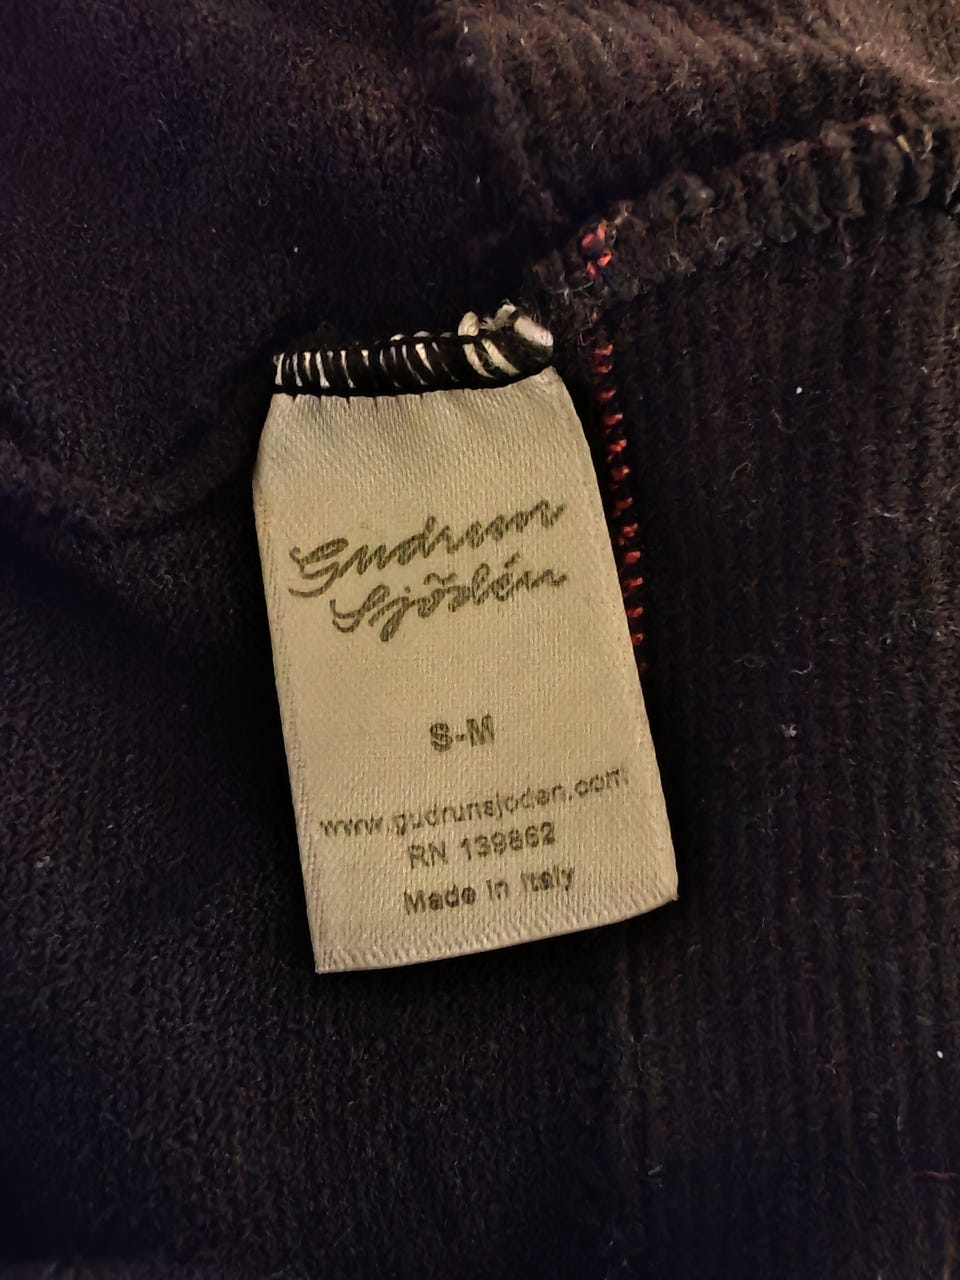 Gudrun
Sjödén
S-M
www.gudrunsjoden.com
RN 139862
Made in Italy